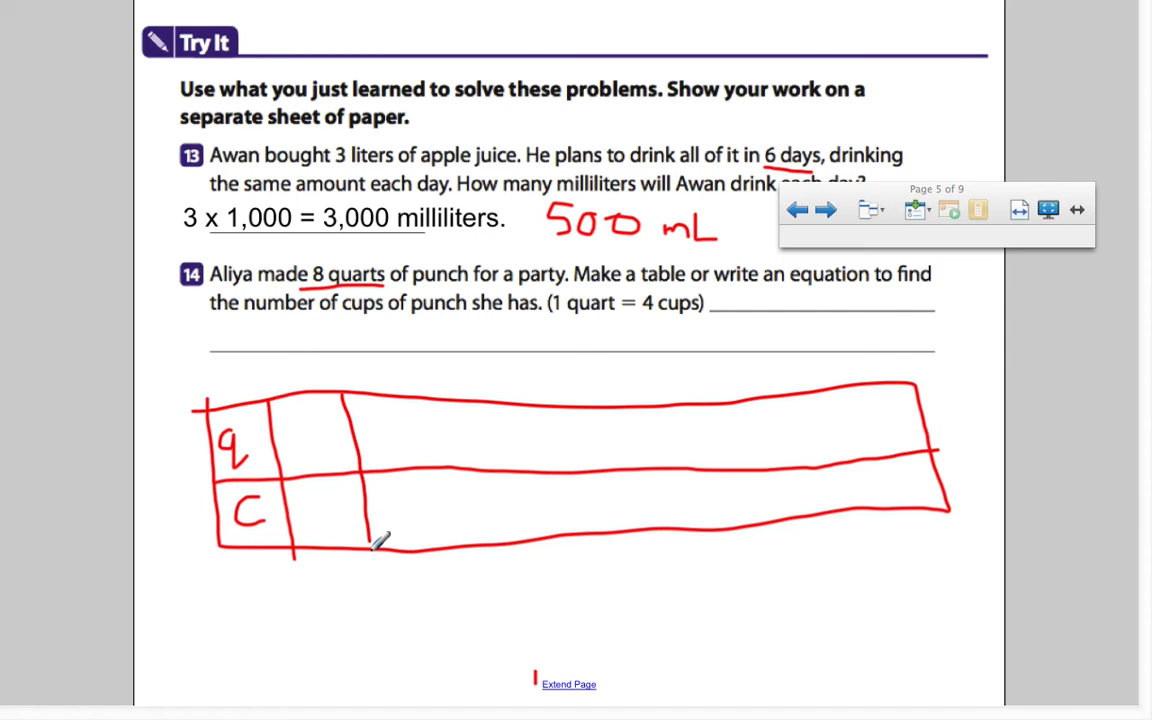 Try It
Use what you just learned to solve these problems. Show your work on a
separate sheet of paper.
13 Awan bought 3 liters of apple juice. He plans to drink all of it in 6 days, drinking
the same amount each day. How many milliliters will Awan drink each day?
3 x 1,000 = 3,000 milliliters. 500 mL
Page 5 of 9
14 Aliya made 8 quarts of punch for a party. Make a table or write an equation to find
the number of cups of punch she has. (1 quart = 4 cups)
q
C
Extend Page